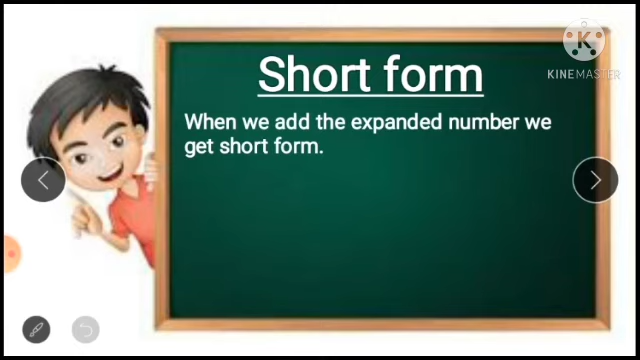 Short form
KINEMASTER
When we add the expanded number we
get short form.